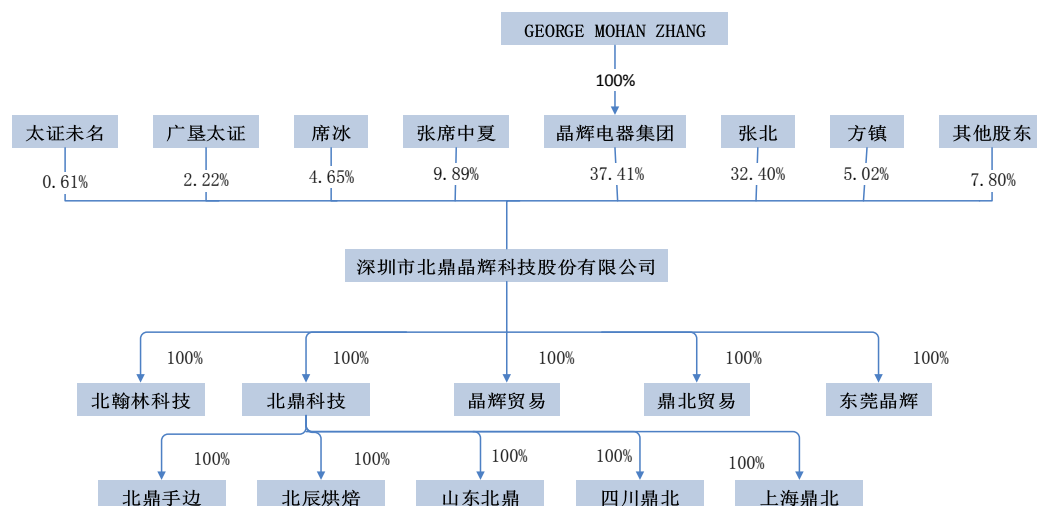 GEORGE MOHAN ZHANG
100%
太证未名 广垦太证 席冰 张席中夏 晶辉电器集团 张北 方镇 其他股东
0.61% 2.22% 4.65% 9.89% 37.41% 32.40% 5.02% 7.80%
深圳市北鼎晶辉科技股份有限公司
100% 100% 100% 100% 100%
北翰林科技 北鼎科技 晶辉贸易 鼎北贸易 东莞晶辉
100% 100% 100% 100% 100%
北鼎手边 北辰烘焙 山东北鼎 四川鼎北 上海鼎北